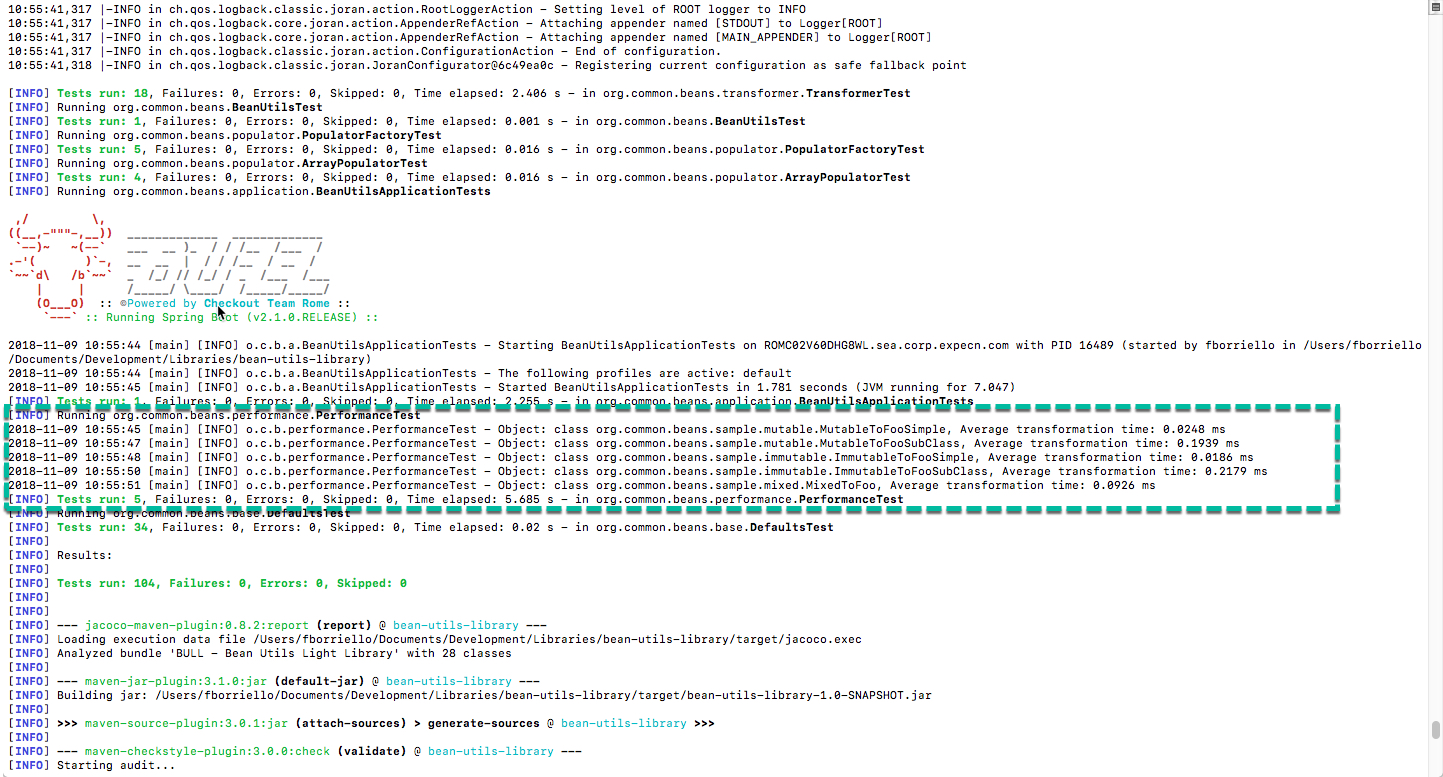 10:55:41,317 |-INFO in ch.qos.logback.classic.joran.action.RootLoggerAction - Setting level of ROOT logger to INFO
10:55:41,317 |-INFO in ch.qos.logback.core.joran.action.AppenderRefAction - Attaching appender named [STDOUT] to Logger[ROOT]
10:55:41,317 |-INFO in ch.qos.logback.core.joran.action.AppenderRefAction - Attaching appender named [MAIN_APPENDER] to Logger[ROOT]
10:55:41,317 |-INFO in ch.qos.logback.classic.joran.action.ConfigurationAction - End of configuration.
10:55:41,318 |-INFO in ch.qos.logback.classic.joran.JoranConfigurator@6c49ea0c - Registering current configuration as safe fallback point
[INFO] Tests run: 18, Failures: 0, Errors: 0, Skipped: 0, Time elapsed: 2.406 s - in org.common.beans.transformer.TransformerTest
[INFO] Running org.common.beans.BeanUtilsTest
[INFO] Tests run: 1, Failures: 0, Errors: 0, Skipped: 0, Time elapsed: 0.001 s - in org.common.beans.BeanUtilsTest
[INFO] Running org.common.beans.populator.PopulatorFactoryTest
[INFO] Tests run: 5, Failures: 0, Errors: 0, Skipped: 0, Time elapsed: 0.016 s - in org.common.beans.populator.PopulatorFactoryTest
[INFO] Running org.common.beans.populator.ArrayPopulatorTest
[INFO] Tests run: 4, Failures: 0, Errors: 0, Skipped: 0, Time elapsed: 0.016 s - in org.common.beans.populator.ArrayPopulatorTest
[INFO] Running org.common.beans.application.BeanUtilsApplicationTests
BULL
:: ©Powered by Checkout Team Rome ::
:: Running Spring Boot (v2.1.0.RELEASE) ::
2018-11-09 10:55:44 [main] [INFO] o.c.b.a.BeanUtilsApplicationTests - Starting BeanUtilsApplicationTests on ROMC02V60DHG8WL.sea.corp.expecn.com with PID 16489 (started by fborriello in /Users/fborriello
/Documents/Development/Libraries/bean-utils-library)
2018-11-09 10:55:44 [main] [INFO] o.c.b.a.BeanUtilsApplicationTests - The following profiles are active: default
2018-11-09 10:55:45 [main] [INFO] o.c.b.a.BeanUtilsApplicationTests - Started BeanUtilsApplicationTests in 1.781 seconds (JVM running for 7.047)
[INFO] Tests run: 1, Failures: 0, Errors: 0, Skipped: 0, Time elapsed: 2.255 s - in org.common.beans.application.BeanUtilsApplicationTests
[INFO] Running org.common.beans.performance.PerformanceTest
2018-11-09 10:55:45 [main] [INFO] o.c.b.performance.PerformanceTest - Object: class org.common.beans.sample.mutable.MutableToFooSimple, Average transformation time: 0.0248 ms
2018-11-09 10:55:47 [main] [INFO] o.c.b.performance.PerformanceTest - Object: class org.common.beans.sample.mutable.MutableToFooSubClass, Average transformation time: 0.1939 ms
2018-11-09 10:55:48 [main] [INFO] o.c.b.performance.PerformanceTest - Object: class org.common.beans.sample.immutable.ImmutableToFooSimple, Average transformation time: 0.0186 ms
2018-11-09 10:55:50 [main] [INFO] o.c.b.performance.PerformanceTest - Object: class org.common.beans.sample.immutable.ImmutableToFooSubClass, Average transformation time: 0.2179 ms
2018-11-09 10:55:51 [main] [INFO] o.c.b.performance.PerformanceTest - Object: class org.common.beans.sample.mixed.MixedToFoo, Average transformation time: 0.0926 ms
[INFO] Tests run: 5, Failures: 0, Errors: 0, Skipped: 0, Time elapsed: 5.685 s - in org.common.beans.performance.PerformanceTest
[INFO] Running org.common.beans.base.DefaultsTest
[INFO] Tests run: 34, Failures: 0, Errors: 0, Skipped: 0, Time elapsed: 0.02 s - in org.common.beans.base.DefaultsTest
[INFO]
[INFO] Results:
[INFO]
[INFO] Tests run: 104, Failures: 0, Errors: 0, Skipped: 0
[INFO]
[INFO]
[INFO] --- jacoco-maven-plugin:0.8.2:report (report) @ bean-utils-library ---
[INFO] Loading execution data file /Users/fborriello/Documents/Development/Libraries/bean-utils-library/target/jacoco.exec
[INFO] Analyzed bundle 'BULL - Bean Utils Light Library' with 28 classes
[INFO]
[INFO] --- maven-jar-plugin:3.1.0:jar (default-jar) @ bean-utils-library ---
[INFO] Building jar: /Users/fborriello/Documents/Development/Libraries/bean-utils-library/target/bean-utils-library-1.0-SNAPSHOT.jar
[INFO]
[INFO] >>> maven-source-plugin:3.0.1:jar (attach-sources) > generate-sources @ bean-utils-library >>>
[INFO]
[INFO] --- maven-checkstyle-plugin:3.0.0:check (validate) @ bean-utils-library ---
[INFO] Starting audit...